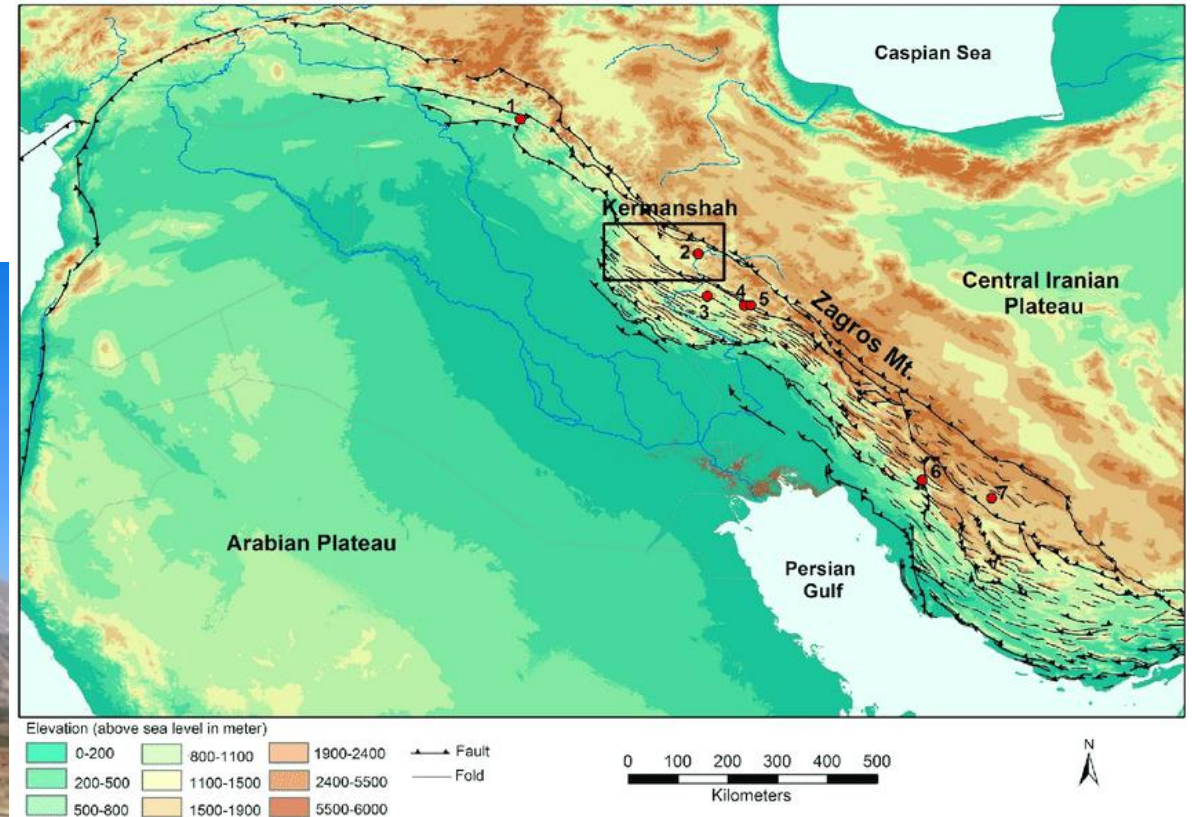 Caspian Sea
1
Kermanshah
2
Central Iranian
Plateau
3
4
5
Zagros Mt.
6
7
Arabian Plateau
Persian
Gulf
Elevation (above sea level in meter)
0-200
800-1100
1900-2400
Fault
200-500
1100-1500
2400-5500
Fold
500-800
1500-1900
5500-6000
0 100 200 300 400 500
Kilometers
N